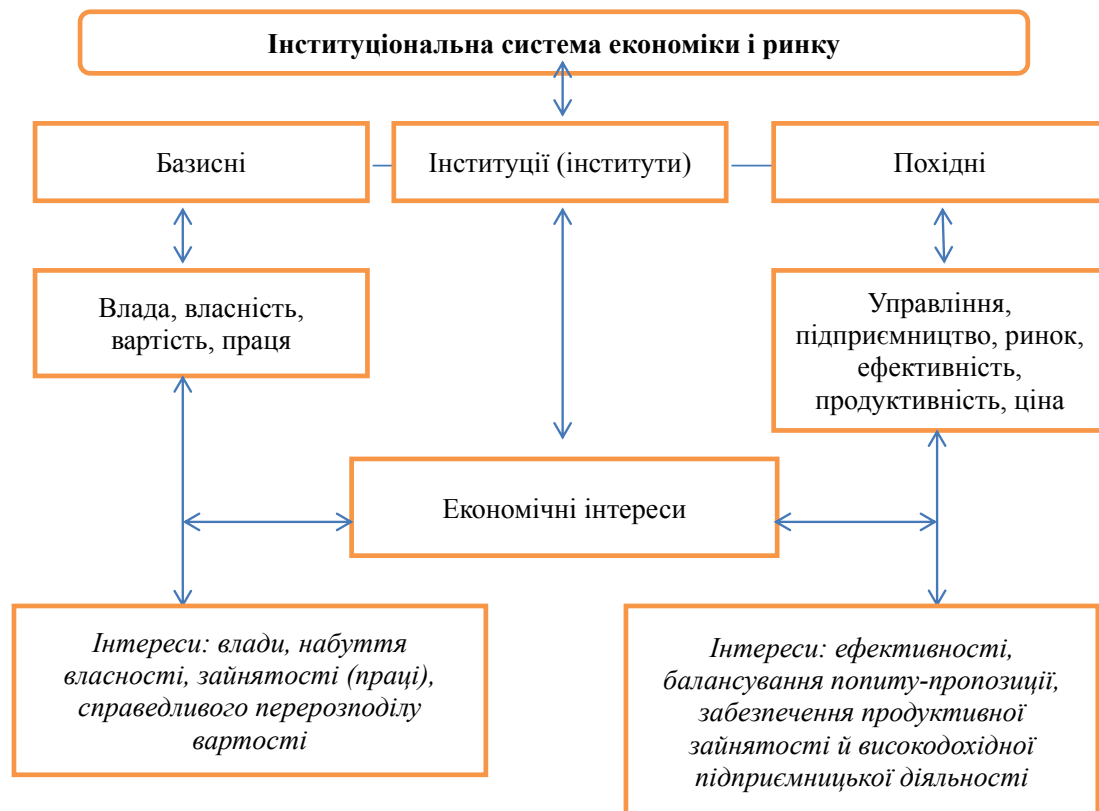 Інституціональна система економіки і ринку
Базисні
Інституції (інститути)
Похідні
Влада, власність,
вартість, праця
Управління,
підприємництво, ринок,
ефективність,
продуктивність, ціна
Економічні інтереси
Інтереси: влади, набуття
власності, зайнятості (праці),
справедливого перерозподілу
вартості
Інтереси: ефективності,
балансування попиту-пропозиції,
забезпечення продуктивної
зайнятості й високодохідної
підприємницької діяльності